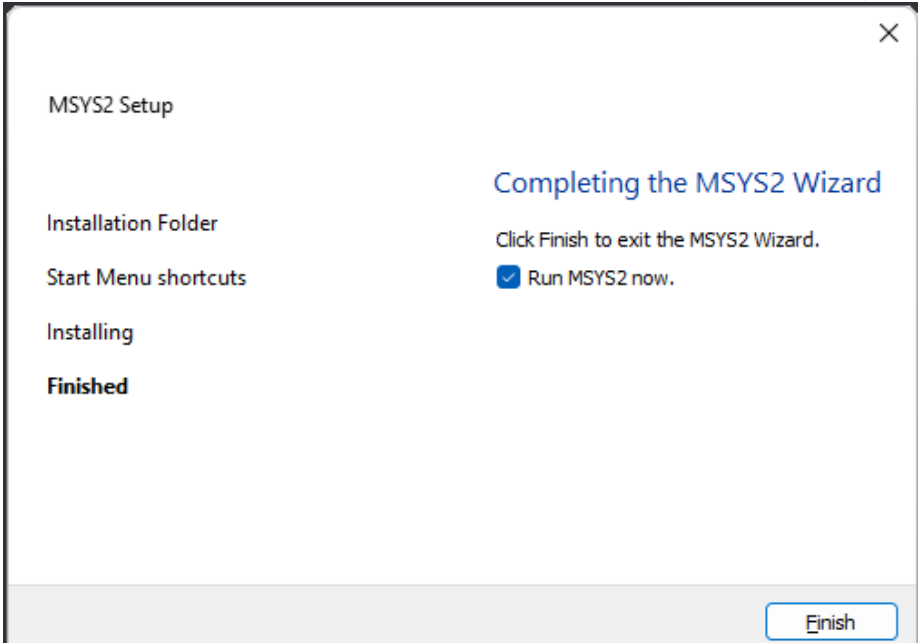 MSYS2 Setup
Completing the MSYS2 Wizard
Click Finish to exit the MSYS2 Wizard.
Run MSYS2 now.
Installation Folder
Start Menu shortcuts
Installing
Finished
Finish